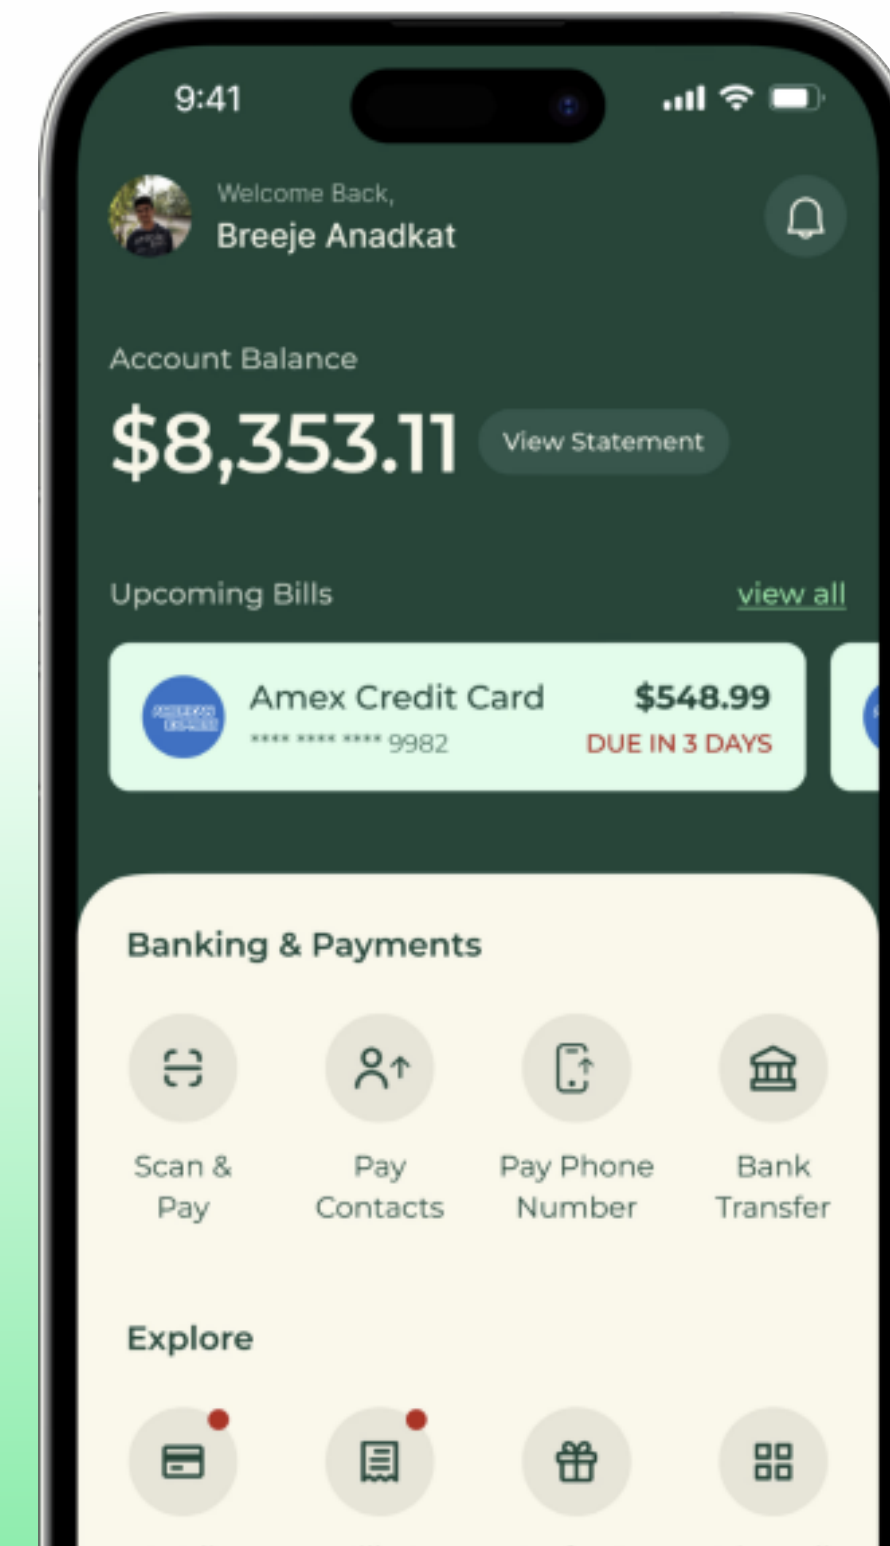 9:41
Welcome Back,
Breeje Anadkat
Account Balance
$8,353.11
View Statement
Upcoming Bills
view all
AMERICAN
EXPRESS
Amex Credit Card
$548.99
**** **** **** 9982
DUE IN 3 DAYS
Banking & Payments
Scan &
Pay
Pay
Contacts
Pay Phone
Number
Bank
Transfer
Explore